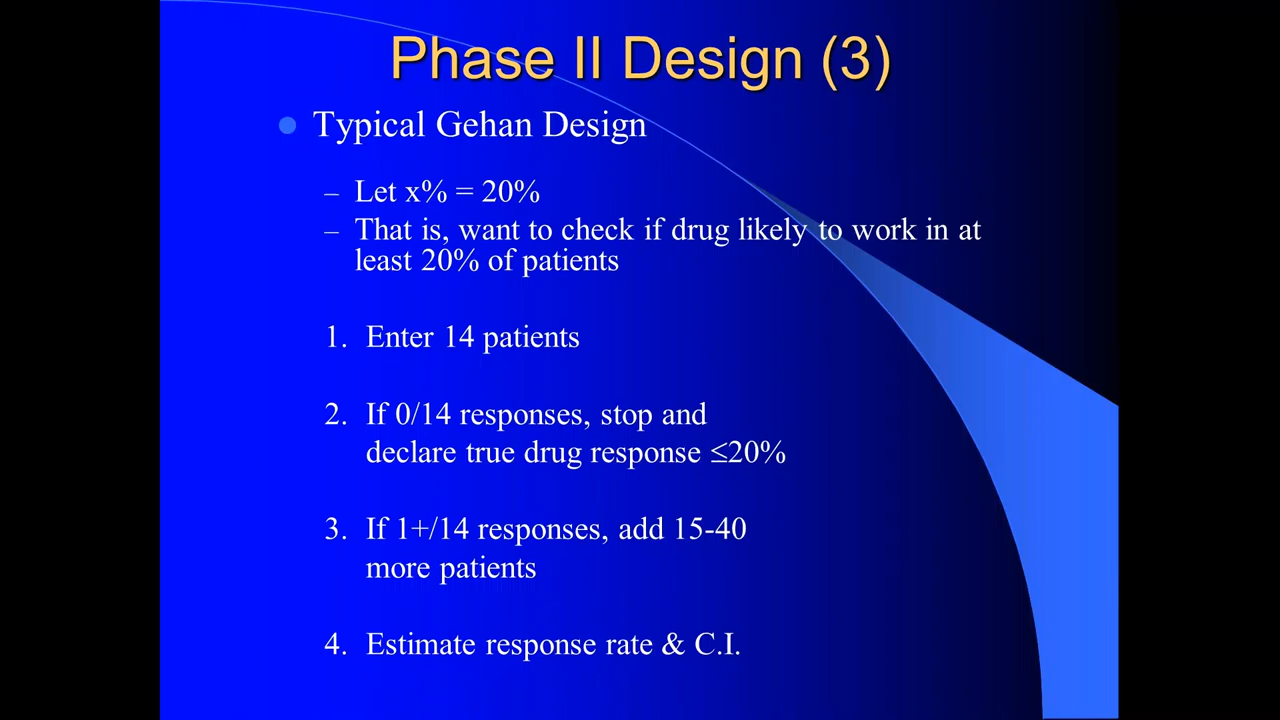 Phase II Design (3)
Typical Gehan Design
– Let x% = 20%
– That is, want to check if drug likely to work in at
least 20% of patients
1. Enter 14 patients
2. If 0/14 responses, stop and
declare true drug response ≤20%
3. If 1+/14 responses, add 15-40
more patients
4. Estimate response rate & C.I.